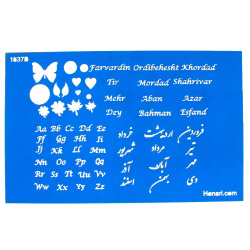 1637B
Farvardin Ordibehesht Khordad
Tir Mordad Shahrivar
Mehr Aban Azar
Dey Bahman Esfand
Aa Bb Cc Dd Ee
Ff Gg Hh Ii
Jj Kk Ll Mm
Nn Oo Pp Qq
Rr Ss Tt Uu
Vv Ww Xx
Yy Zz
فروردین اردیبهشت خرداد
تیر مرداد شهریور
مهر آبان آذر
دی بهمن اسفند
Henari.com